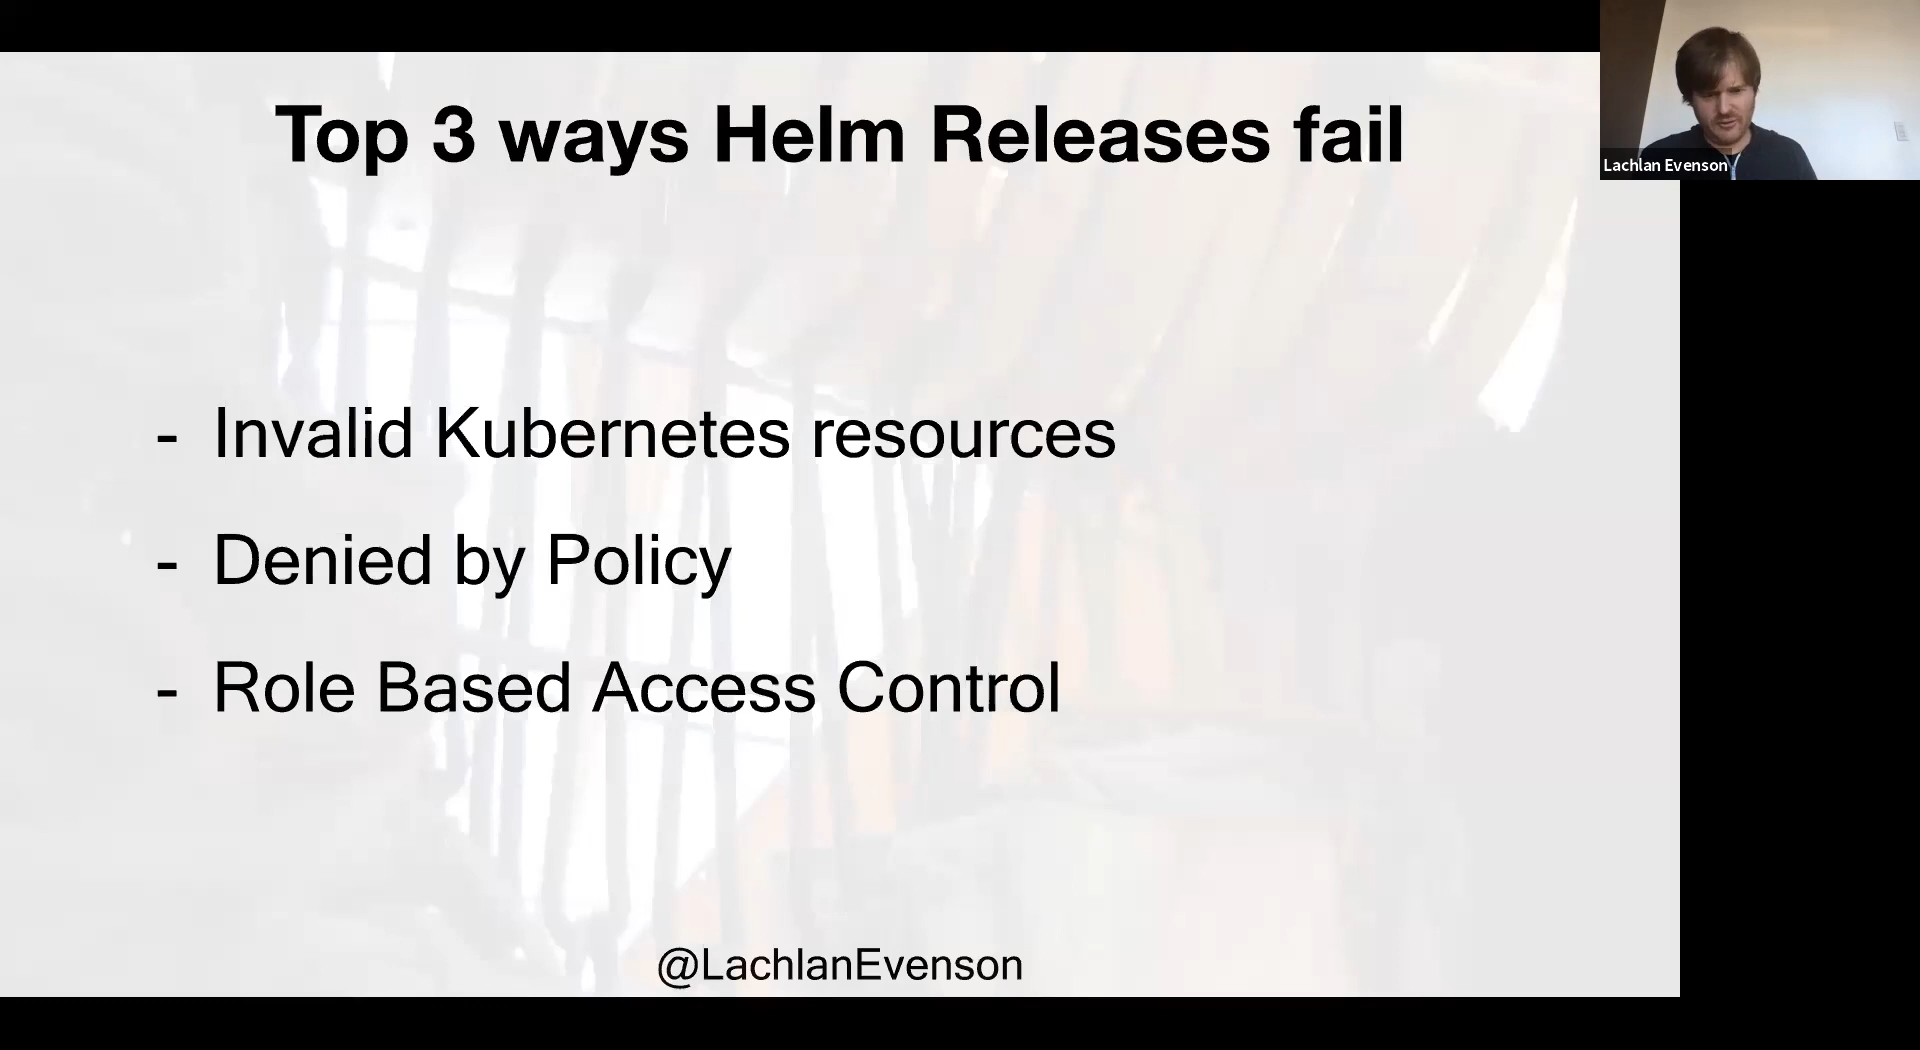 Top 3 ways Helm Releases fail
Lachlan Evenson
- Invalid Kubernetes resources
- Denied by Policy
- Role Based Access Control
@LachlanEvenson